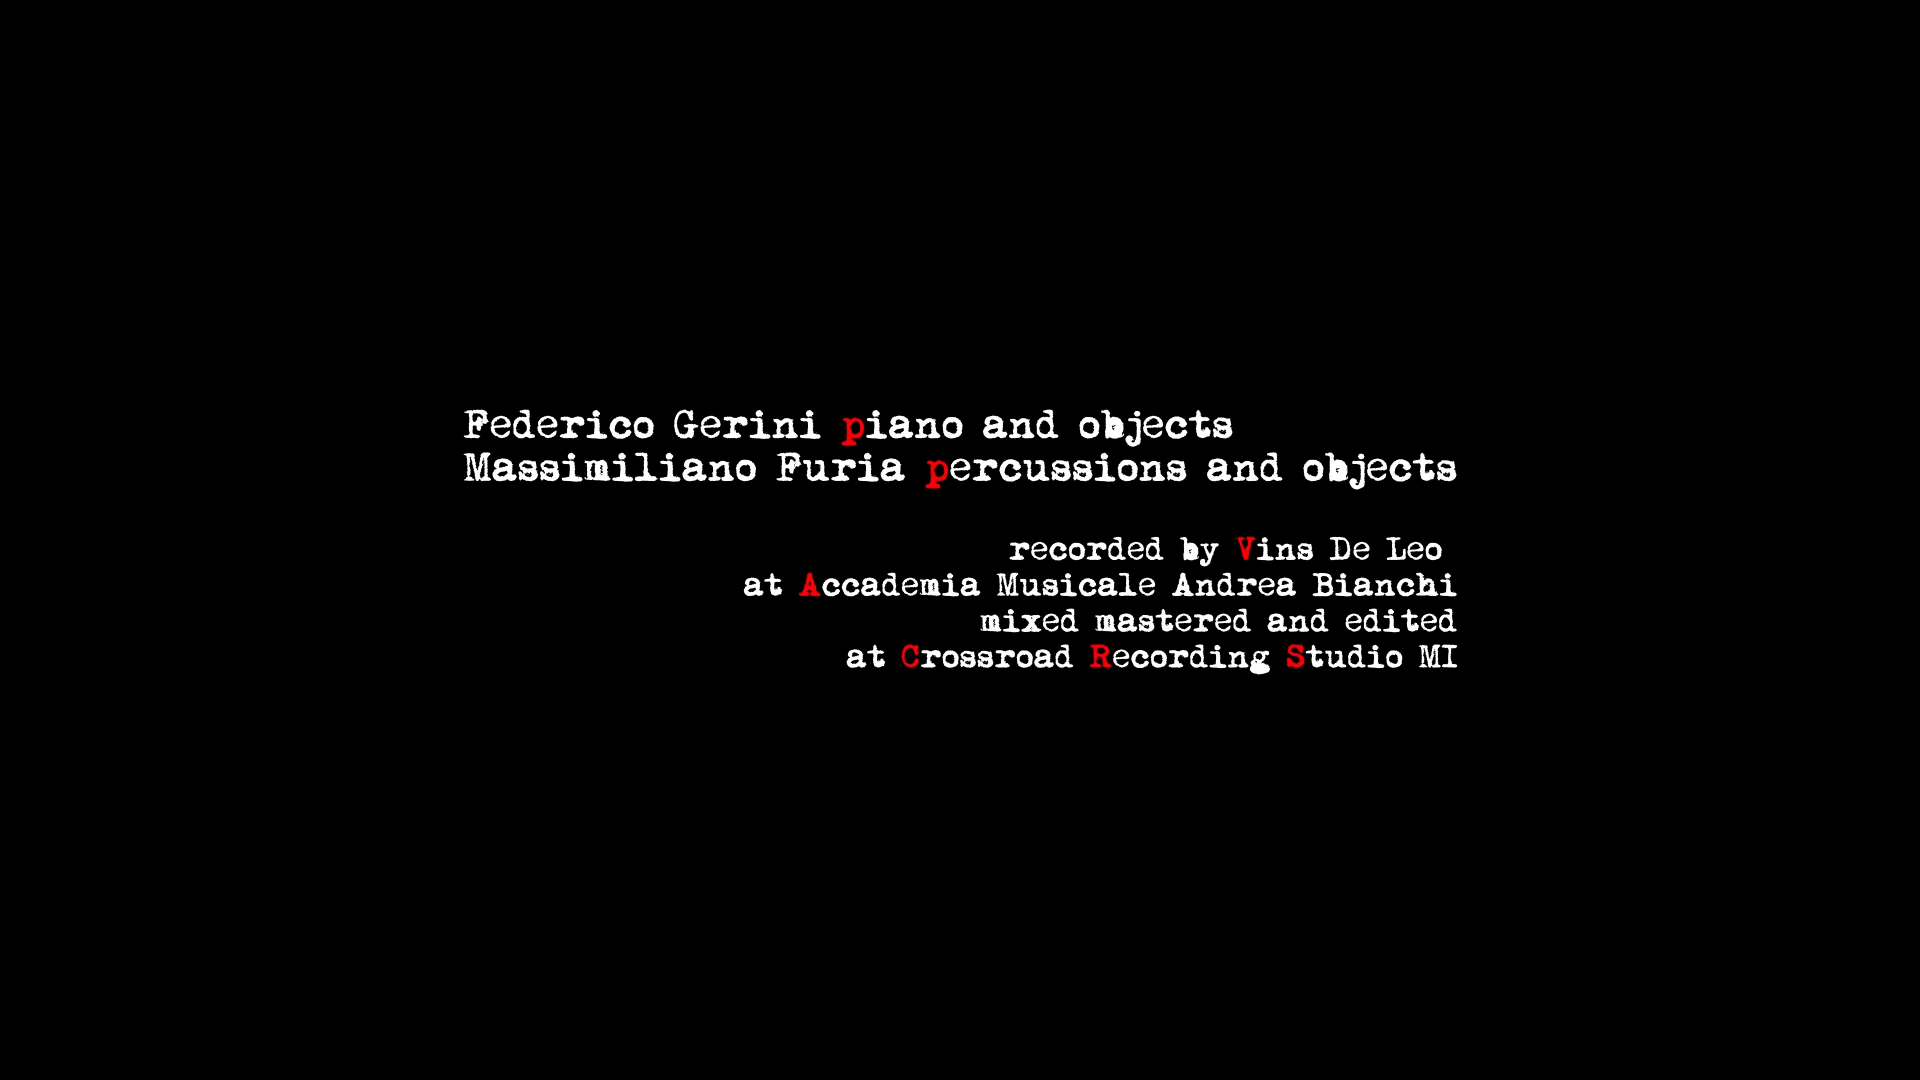 Federico Gerini piano and objects
Massimiliano Furia percussions and objects
recorded by Vins De Leo
at Accademia Musicale Andrea Bianchi
mixed mastered and edited
at Crossroad Recording Studio MI